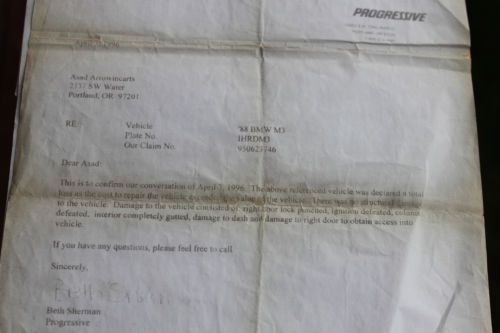 PROGRESSIVE
1996
Asad Arrowincarts
2137 SW Water
Portland, OR 97201
RE: Vehicle '88 BMW M3
Plate No. IHRDM3
Our Claim No. 950623746
Dear Asad:
This is to confirm our conversation of April 3, 1996. The above referenced vehicle was declared a total
loss as the cost to repair the vehicle exceeded the value of the vehicle. There was no structural damage
to the vehicle. Damage to the vehicle consisted of, right door lock punched, ignition defeated, column
defeated, interior completely gutted, damage to dash and damage to right door to obtain access into
vehicle.
If you have any questions, please feel free to call
Sincerely,
Beth Sherman
Progressive